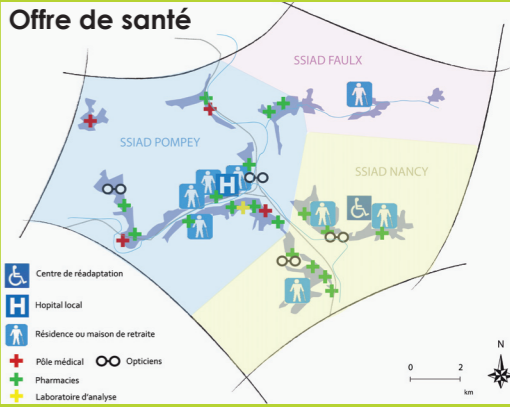 Offre de santé
SSIAD FAULX
SSIAD POMPEY
SSIAD NANCY
H
Centre de réadaptation
H Hopital local
Résidence ou maison de retraite
Pôle médical Opticiens
Pharmacies
Laboratoire d'analyse
N
0 2
km